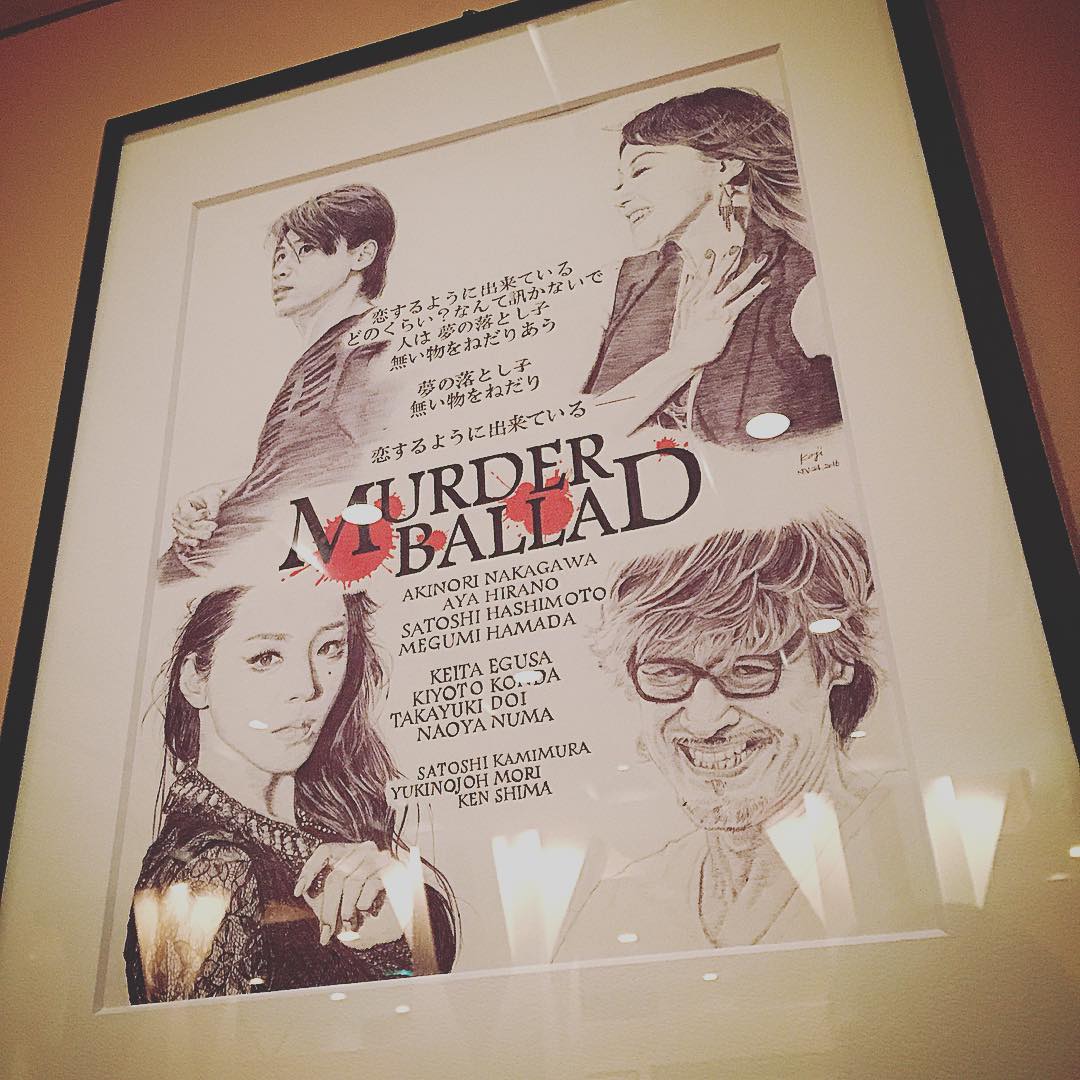 恋するように出来ている
どのくらい?なんて訊かないで
人は 夢の落とし子
無い物をねだりあう
夢の落とし子
無い物をねだり
恋するように出来ている
MURDER
BALLAD
AKINORI NAKAGAWA
AYA HIRANO
SATOSHI HASHIMOTO
MEGUMI HAMADA
KEITA EGUSA
KIYOTO KONDA
TAKAYUKI DOI
NAOYA NUMA
SATOSHI KAMIMURA
YUKINOJOH MORI
KEN SHIMA
Koji